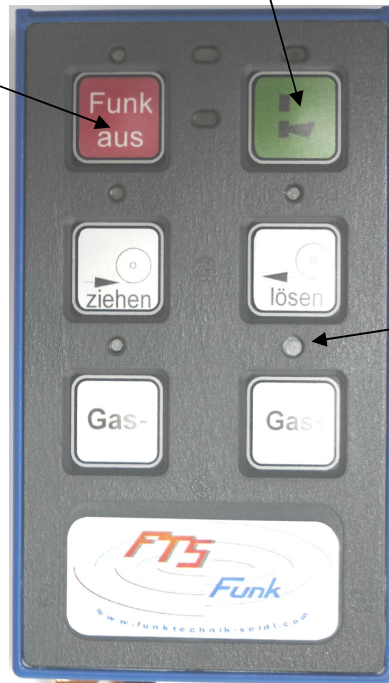 Funk
aus
ziehen
lösen
Gas-
Gas+
FTS
Funk
www.funktechnik-seidl.com